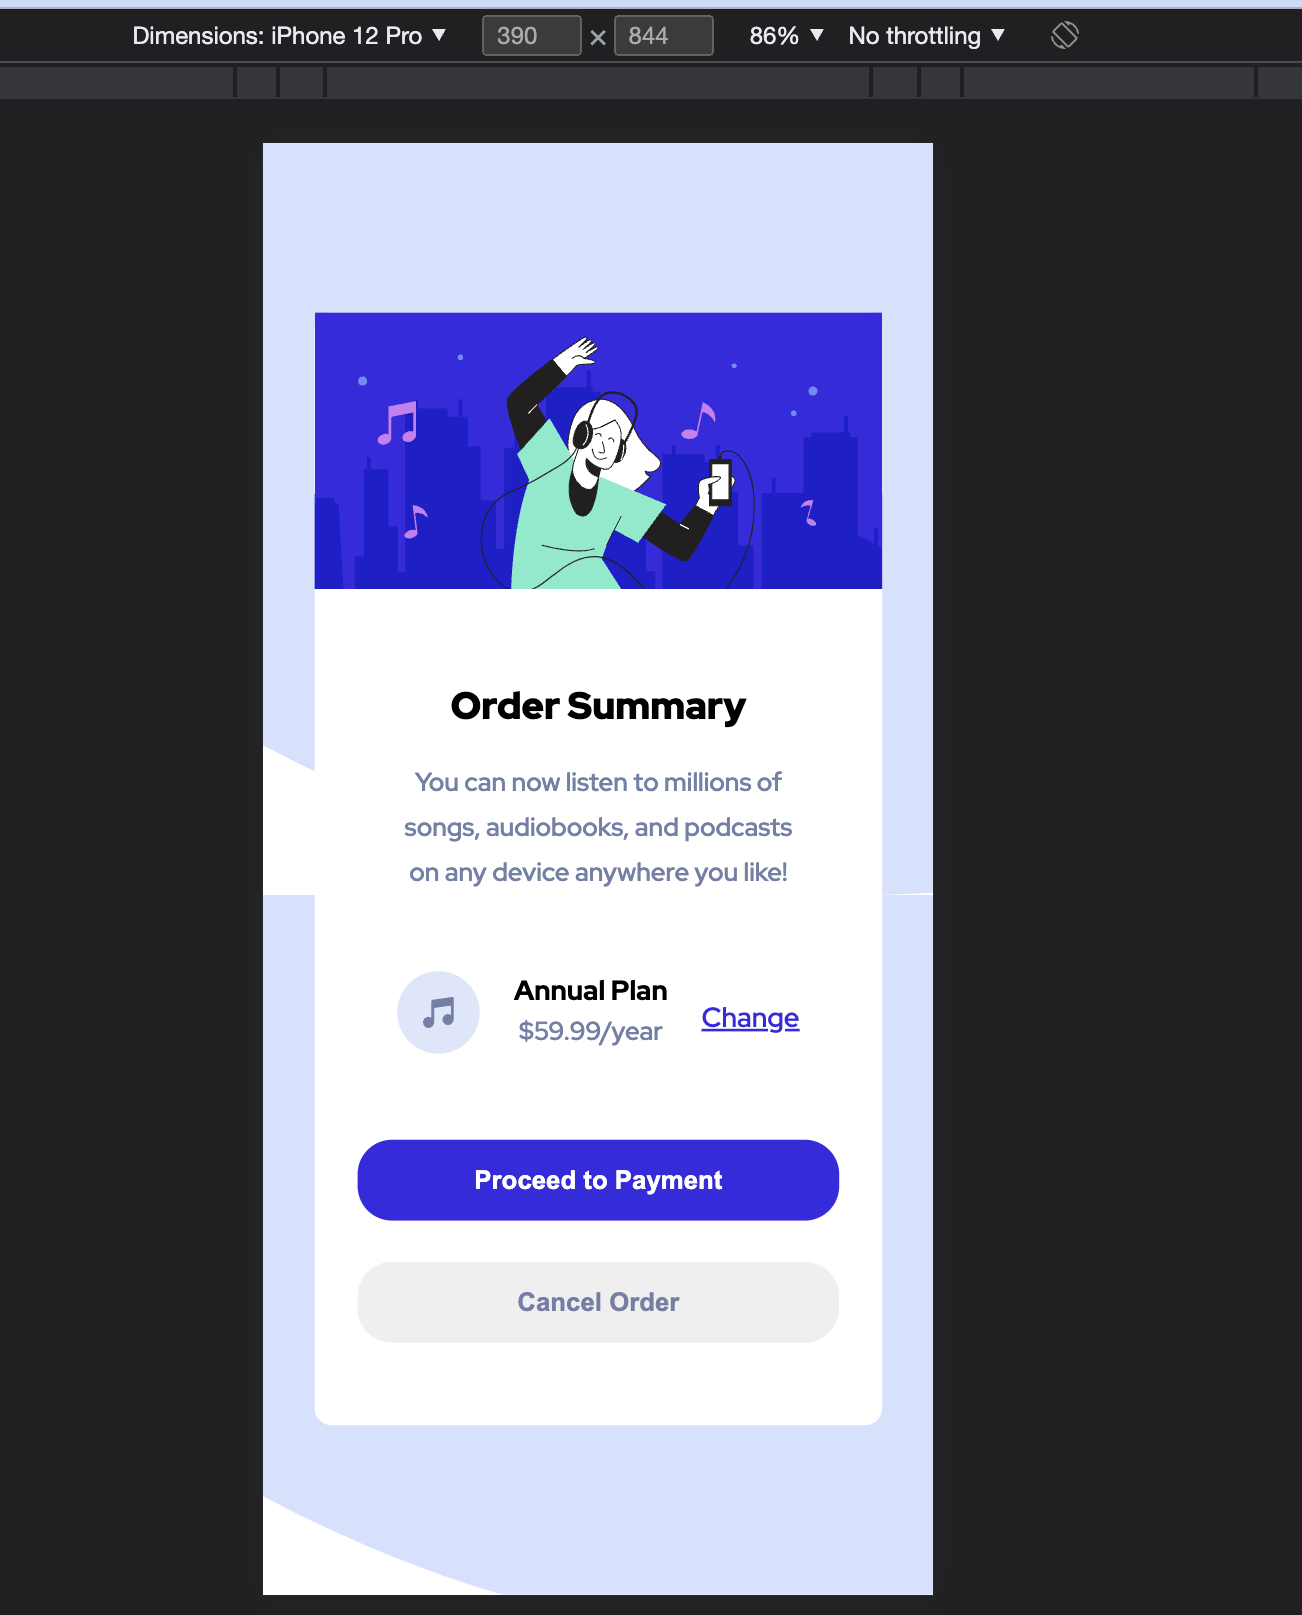 Dimensions: iPhone 12 Pro ▼ 390 × 844 86% ▼ No throttling ▼
Order Summary
You can now listen to millions of
songs, audiobooks, and podcasts
on any device anywhere you like!
Annual Plan
$59.99/year
Change
Proceed to Payment
Cancel Order